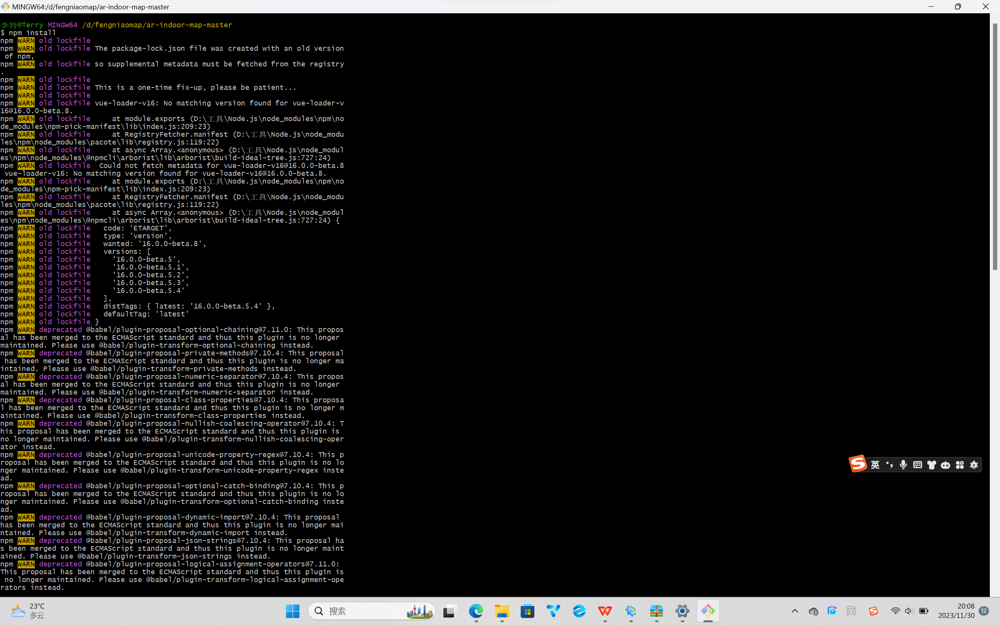 MINGW64:/d/fengniaomap/ar-indoor-map-master
李特@Terry MINGW64 /d/fengniaomap/ar-indoor-map-master
$ npm install
npm WARN old lockfile
npm WARN old lockfile The package-lock.json file was created with an old version
 of npm,
npm WARN old lockfile so supplemental metadata must be fetched from the registry
.
npm WARN old lockfile
npm WARN old lockfile This is a one-time fix-up, please be patient...
npm WARN old lockfile
npm WARN old lockfile vue-loader-v16: No matching version found for vue-loader-v
16@16.0.0-beta.8.
npm WARN old lockfile     at module.exports (D:\工具\Node.js\node_modules\npm\no
de_modules\npm-pick-manifest\lib\index.js:209:23)
npm WARN old lockfile     at RegistryFetcher.manifest (D:\工具\Node.js\node_modu
les\npm\node_modules\pacote\lib\registry.js:119:22)
npm WARN old lockfile     at async Array.<anonymous> (D:\工具\Node.js\node_modul
es\npm\node_modules\@npmcli\arborist\lib\arborist\build-ideal-tree.js:727:24)
npm WARN old lockfile  Could not fetch metadata for vue-loader-v16@16.0.0-beta.8
 vue-loader-v16: No matching version found for vue-loader-v16@16.0.0-beta.8.
npm WARN old lockfile     at module.exports (D:\工具\Node.js\node_modules\npm\no
de_modules\npm-pick-manifest\lib\index.js:209:23)
npm WARN old lockfile     at RegistryFetcher.manifest (D:\工具\Node.js\node_modu
les\npm\node_modules\pacote\lib\registry.js:119:22)
npm WARN old lockfile     at async Array.<anonymous> (D:\工具\Node.js\node_modul
es\npm\node_modules\@npmcli\arborist\lib\arborist\build-ideal-tree.js:727:24) {
npm WARN old lockfile   code: 'ETARGET',
npm WARN old lockfile   type: 'version',
npm WARN old lockfile   wanted: '16.0.0-beta.8',
npm WARN old lockfile   versions: [
npm WARN old lockfile     '16.0.0-beta.5',
npm WARN old lockfile     '16.0.0-beta.5.1',
npm WARN old lockfile     '16.0.0-beta.5.2',
npm WARN old lockfile     '16.0.0-beta.5.3',
npm WARN old lockfile     '16.0.0-beta.5.4'
npm WARN old lockfile   ],
npm WARN old lockfile   distTags: { latest: '16.0.0-beta.5.4' },
npm WARN old lockfile   defaultTag: 'latest'
npm WARN old lockfile }
npm WARN deprecated @babel/plugin-proposal-optional-chaining@7.11.0: This propos
al has been merged to the ECMAScript standard and thus this plugin is no longer
maintained. Please use @babel/plugin-transform-optional-chaining instead.
npm WARN deprecated @babel/plugin-proposal-private-methods@7.10.4: This proposal
 has been merged to the ECMAScript standard and thus this plugin is no longer ma
intained. Please use @babel/plugin-transform-private-methods instead.
npm WARN deprecated @babel/plugin-proposal-numeric-separator@7.10.4: This propos
al has been merged to the ECMAScript standard and thus this plugin is no longer
maintained. Please use @babel/plugin-transform-numeric-separator instead.
npm WARN deprecated @babel/plugin-proposal-class-properties@7.10.4: This proposa
l has been merged to the ECMAScript standard and thus this plugin is no longer m
aintained. Please use @babel/plugin-transform-class-properties instead.
npm WARN deprecated @babel/plugin-proposal-nullish-coalescing-operator@7.10.4: T
his proposal has been merged to the ECMAScript standard and thus this plugin is
no longer maintained. Please use @babel/plugin-transform-nullish-coalescing-oper
ator instead.
npm WARN deprecated @babel/plugin-proposal-unicode-property-regex@7.10.4: This p
roposal has been merged to the ECMAScript standard and thus this plugin is no lo
nger maintained. Please use @babel/plugin-transform-unicode-property-regex inste
ad.
npm WARN deprecated @babel/plugin-proposal-optional-catch-binding@7.10.4: This p
roposal has been merged to the ECMAScript standard and thus this plugin is no lo
nger maintained. Please use @babel/plugin-transform-optional-catch-binding inste
ad.
npm WARN deprecated @babel/plugin-proposal-dynamic-import@7.10.4: This proposal
has been merged to the ECMAScript standard and thus this plugin is no longer mai
ntained. Please use @babel/plugin-transform-dynamic-import instead.
npm WARN deprecated @babel/plugin-proposal-json-strings@7.10.4: This proposal ha
s been merged to the ECMAScript standard and thus this plugin is no longer maint
ained. Please use @babel/plugin-transform-json-strings instead.
npm WARN deprecated @babel/plugin-proposal-logical-assignment-operators@7.11.0:
This proposal has been merged to the ECMAScript standard and thus this plugin is
 no longer maintained. Please use @babel/plugin-transform-logical-assignment-ope
rators instead.
英
23°C
多云
搜索
英
20:08
2023/11/30
12